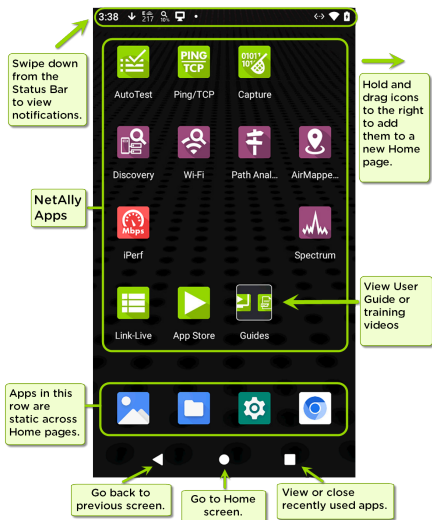 3:38
217
10%
Swipe down
from the
Status Bar
to view
notifications.
PING
TCP
AutoTest Ping/TCP Capture
Hold and
drag icons
to the right
to add
them to a
new Home
page.
Discovery Wi-Fi Path Anal... AirMappe...
NetAlly
Apps
Mbps
iPerf Spectrum
View User
Guide or
training
videos
Link-Live App Store Guides
Apps in this
row are
static across
Home pages.
Go back to
previous screen.
Go to Home
screen.
View or close
recently used apps.